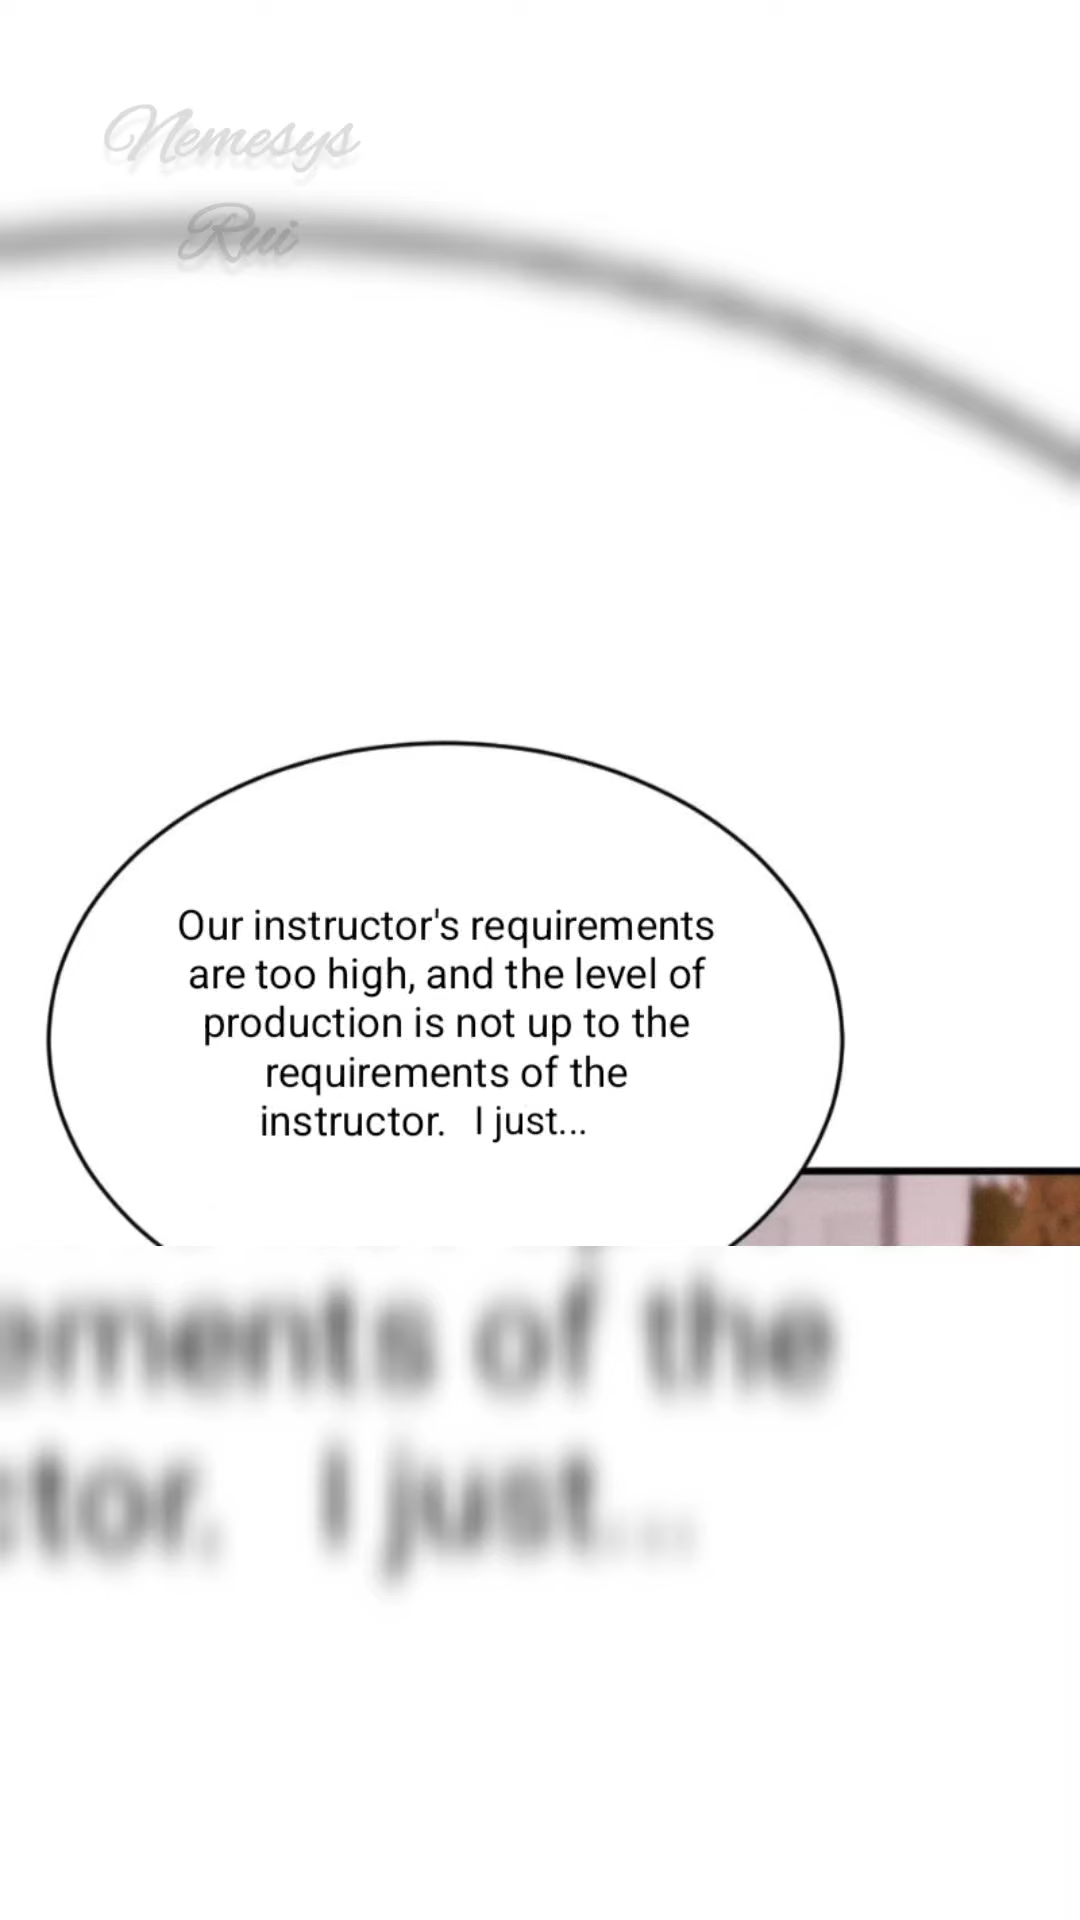 Nemesys
Rui
Our instructor's requirements
are too high, and the level of
production is not up to the
requirements of the
instructor.   I just...
ements of the
ctor.   I just...